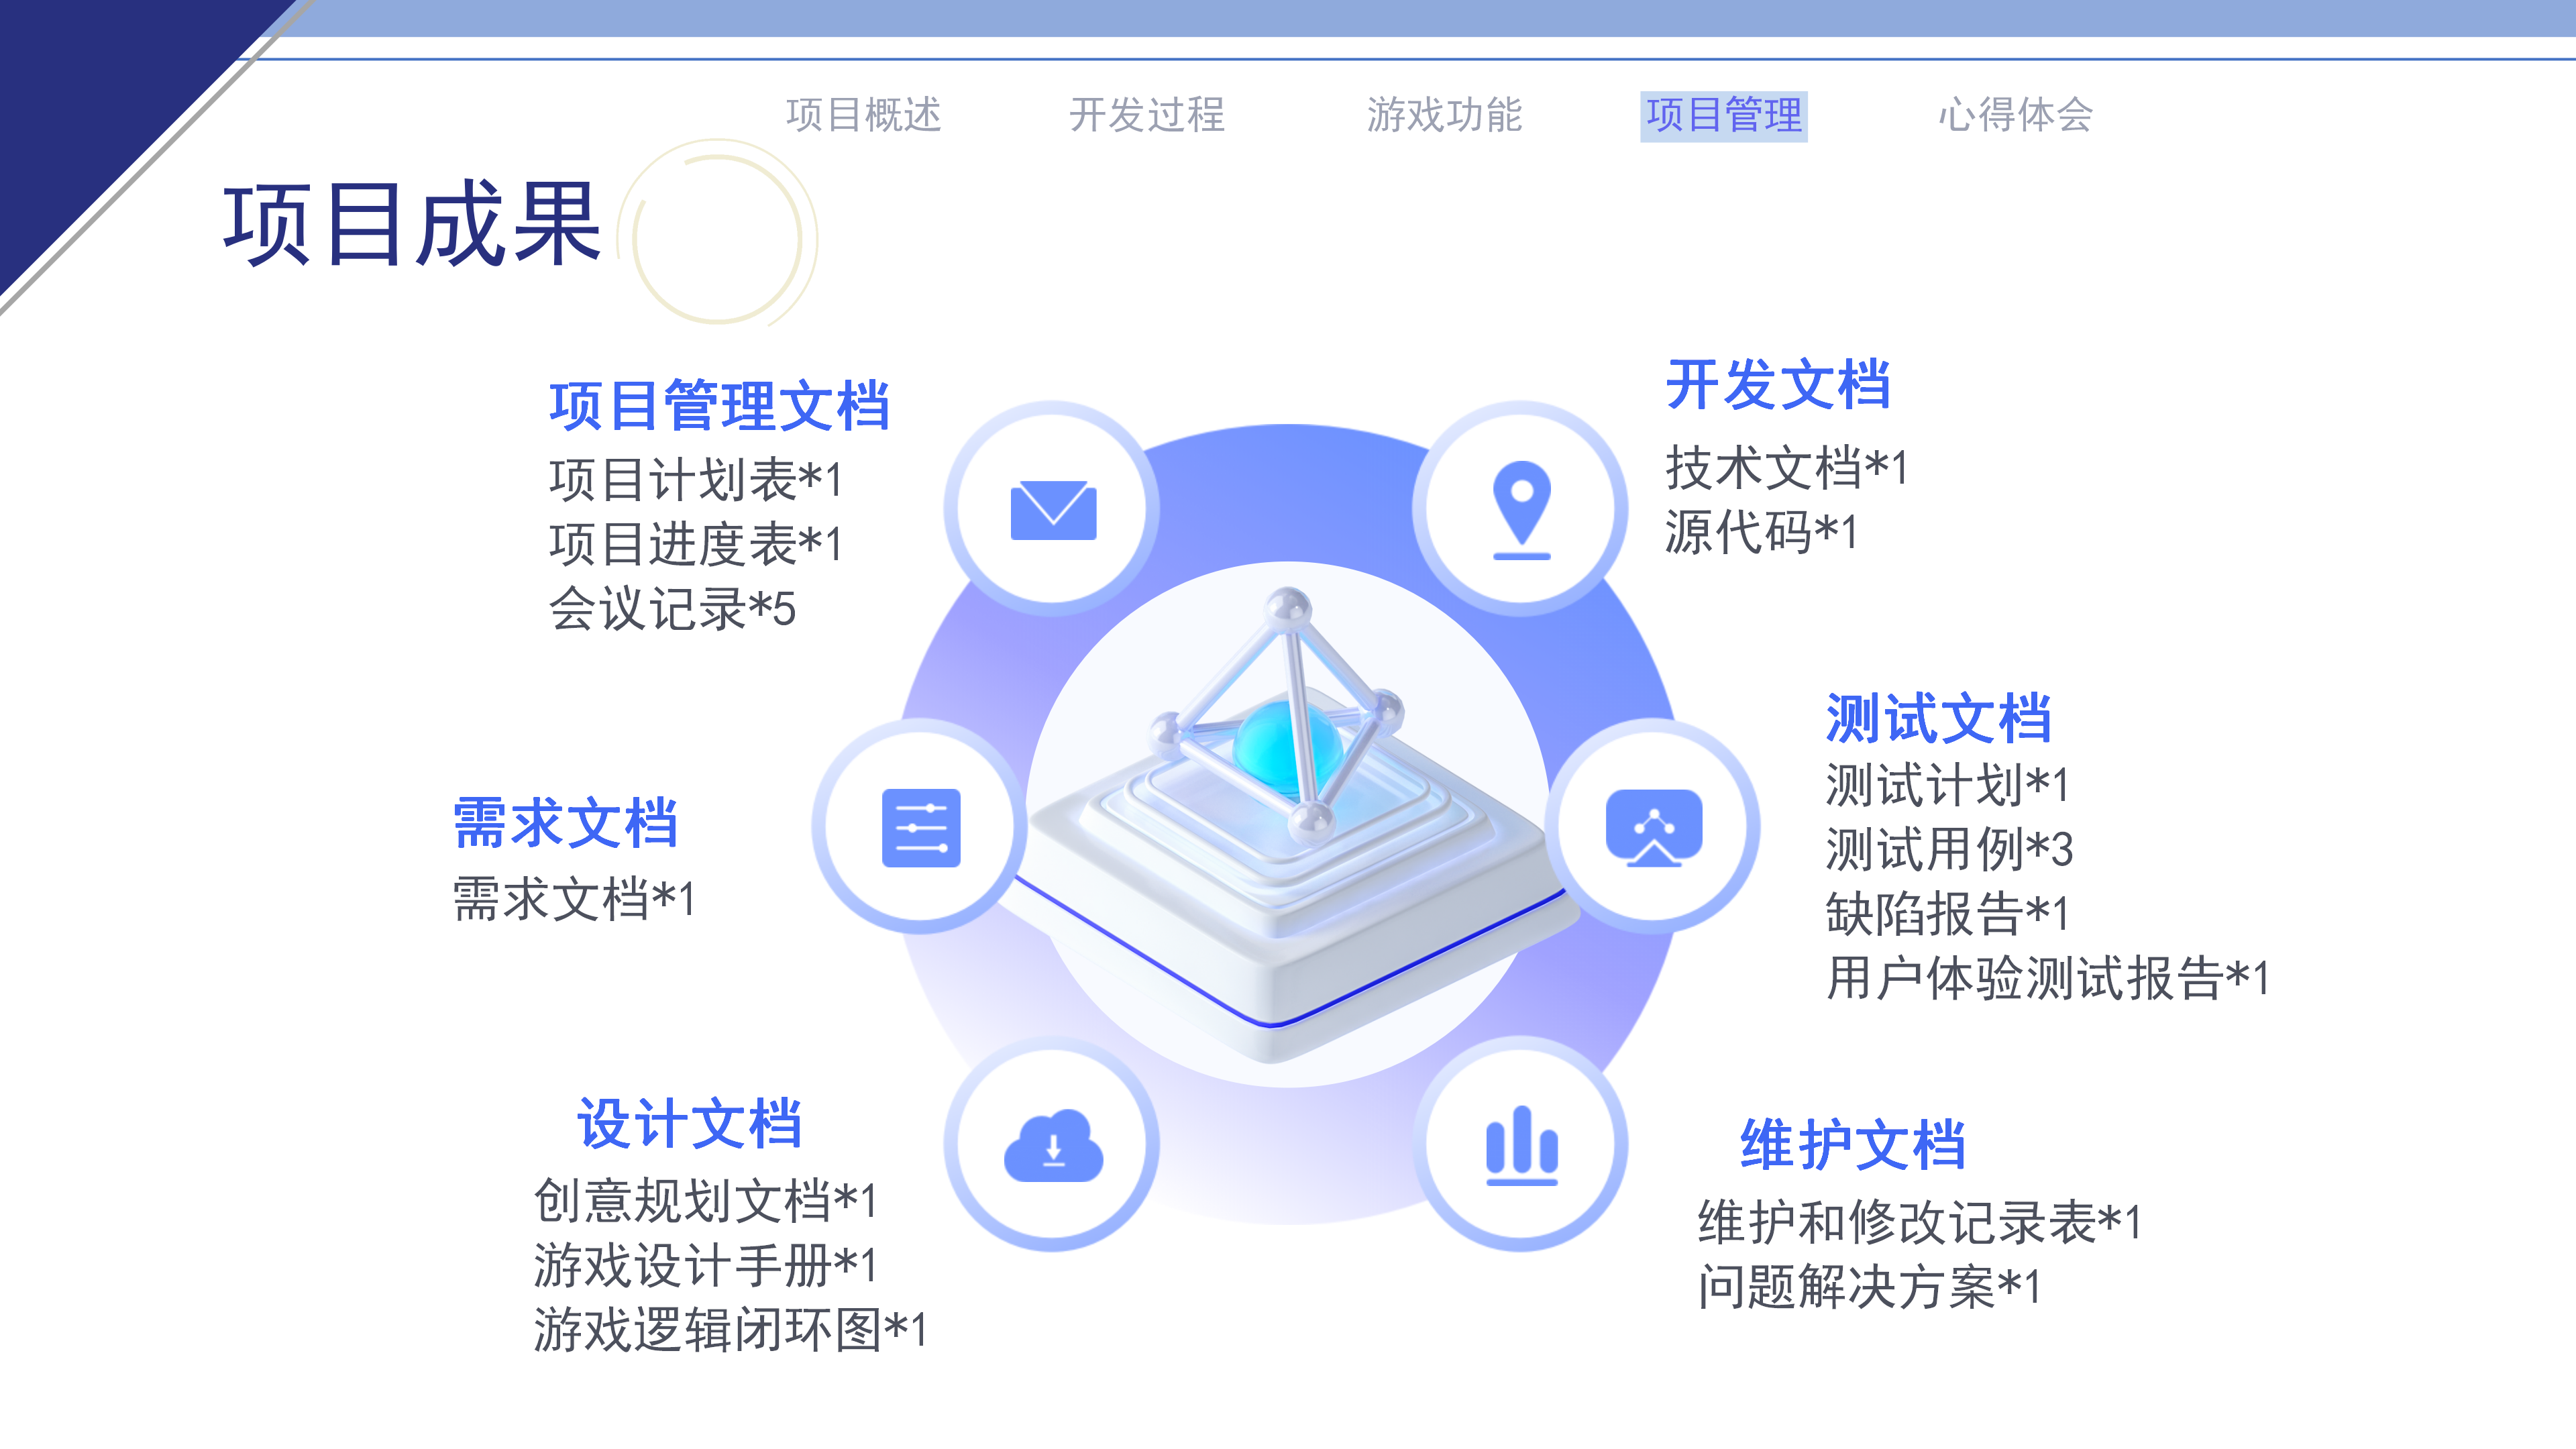 项目概述
开发过程
游戏功能
项目管理
心得体会
项目成果
项目管理文档
项目计划表*1
项目进度表*1
会议记录*5
需求文档
需求文档*1
设计文档
创意规划文档*1
游戏设计手册*1
游戏逻辑闭环图*1
开发文档
技术文档*1
源代码*1
测试文档
测试计划*1
测试用例*3
缺陷报告*1
用户体验测试报告*1
维护文档
维护和修改记录表*1
问题解决方案*1